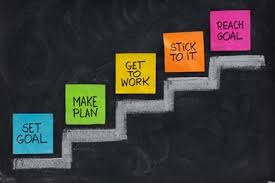 SET
GOAL
MAKE
PLAN
GET
TO
WORK
STICK
TO IT
REACH
GOAL